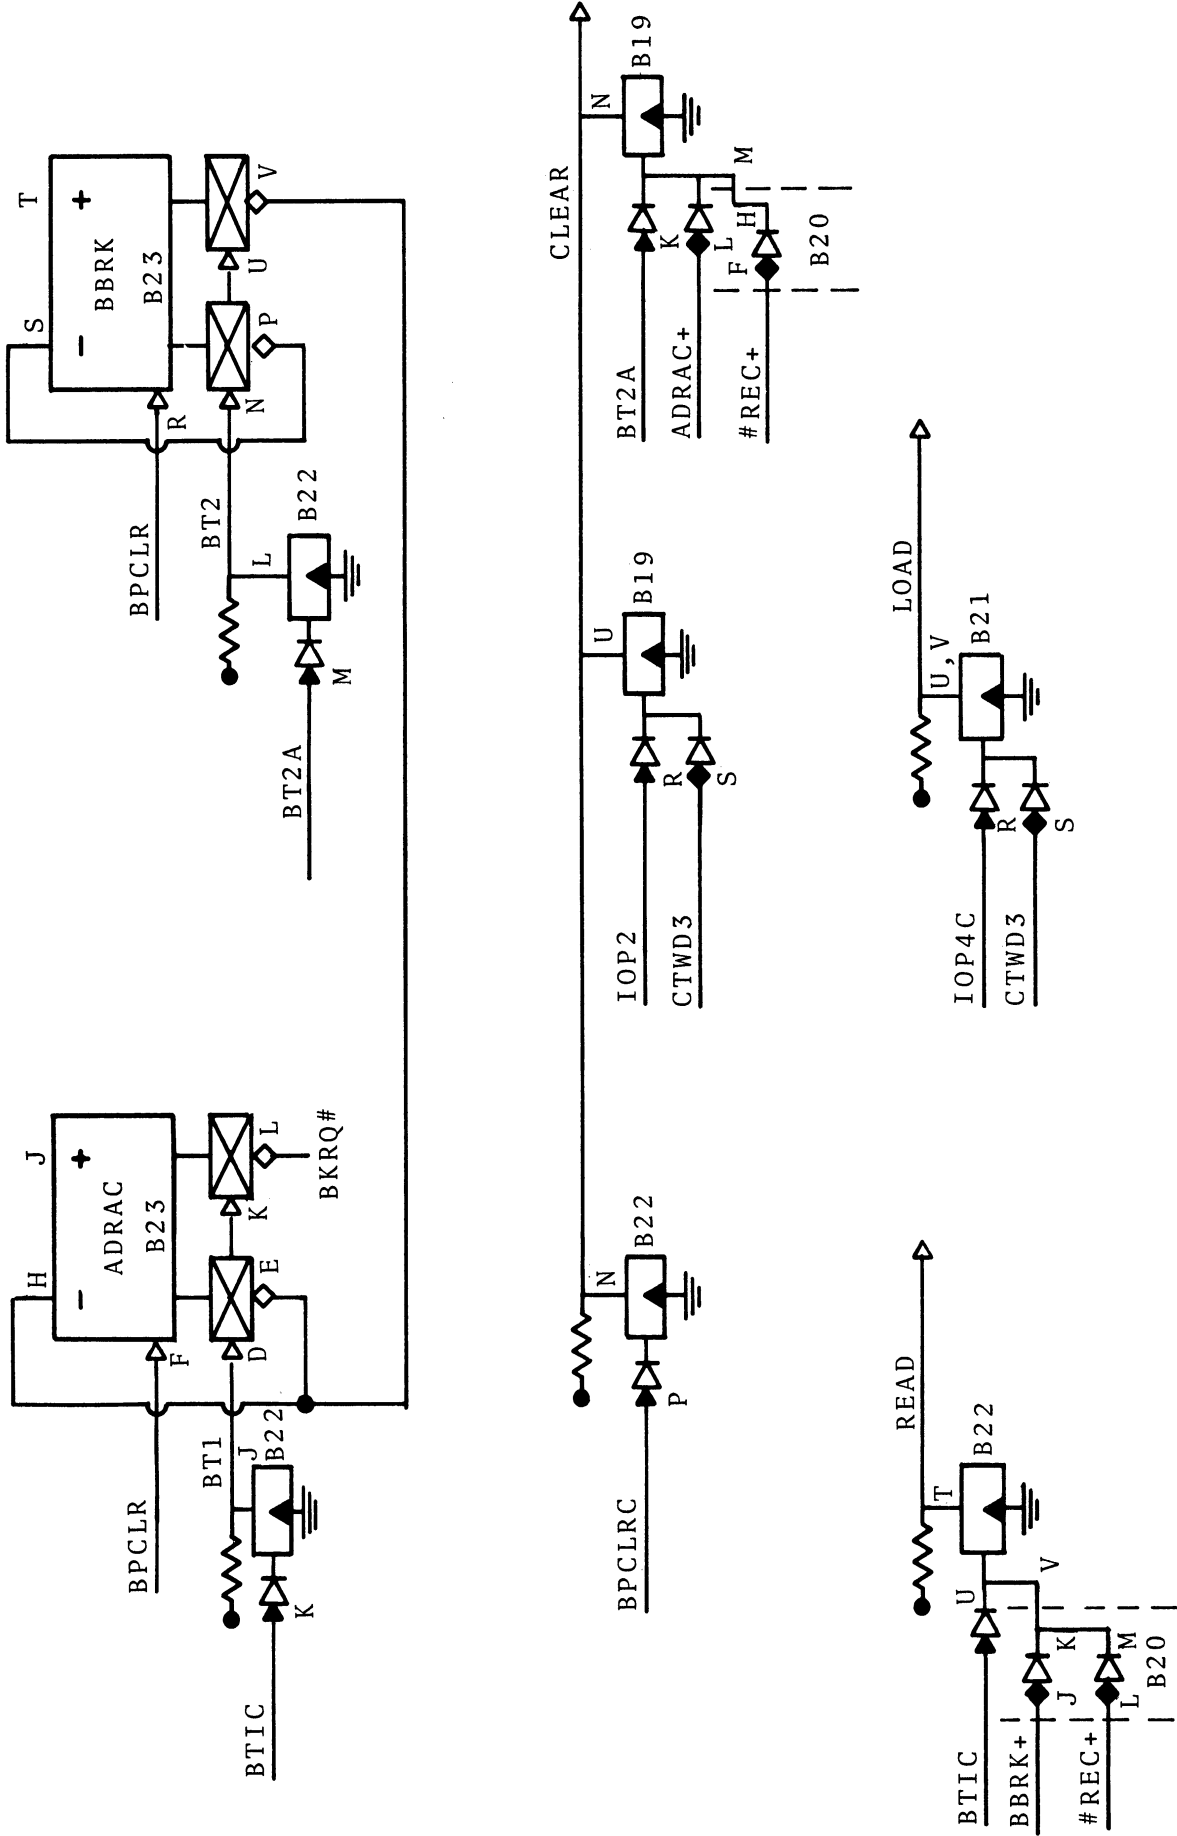 H
J
ADRAC
B23
BPCLR
F
BT1
D
E
K
L
BKRQ#
J
B22
BTIC
K
S
T
BBRK
B23
BPCLR
R
BT2
N
P
U
V
L
B22
BT2A
M
CLEAR
N
B22
BPCLRC
P
U
B19
IOP2
R
CTWD3
S
N
B19
BT2A
K
ADRAC+
L
M
#REC+
F
H
B20
READ
T
B22
BTIC
U
V
BBRK+
J
K
#REC+
L
M
B20
LOAD
U,V
B21
IOP4C
R
CTWD3
S